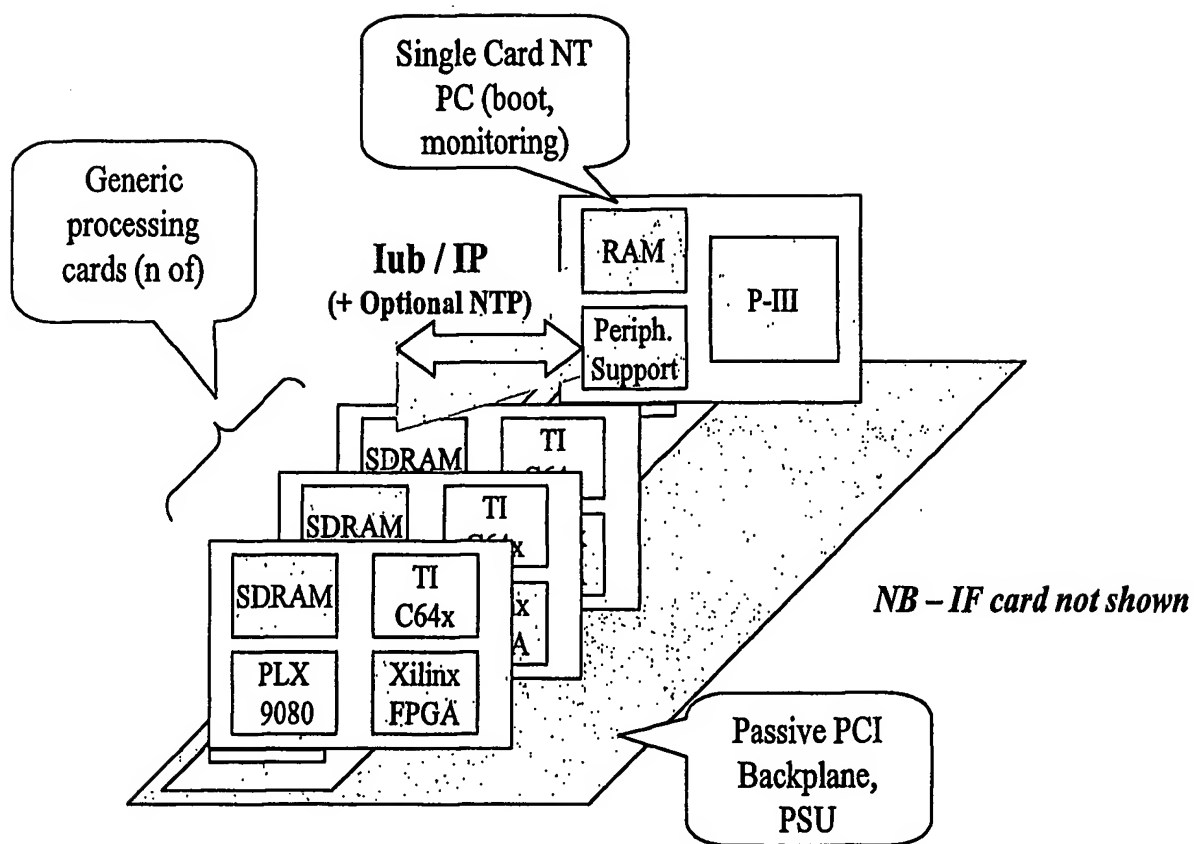 Single Card NT
PC (boot,
monitoring)
Generic
processing
cards (n of)
Iub / IP
(+ Optional NTP)
RAM
P-III
Periph.
Support
SDRAM
TI
SDRAM
TI
C64x
SDRAM
TI
C64x
PLX
9080
Xilinx
FPGA
NB – IF card not shown
Passive PCI
Backplane,
PSU